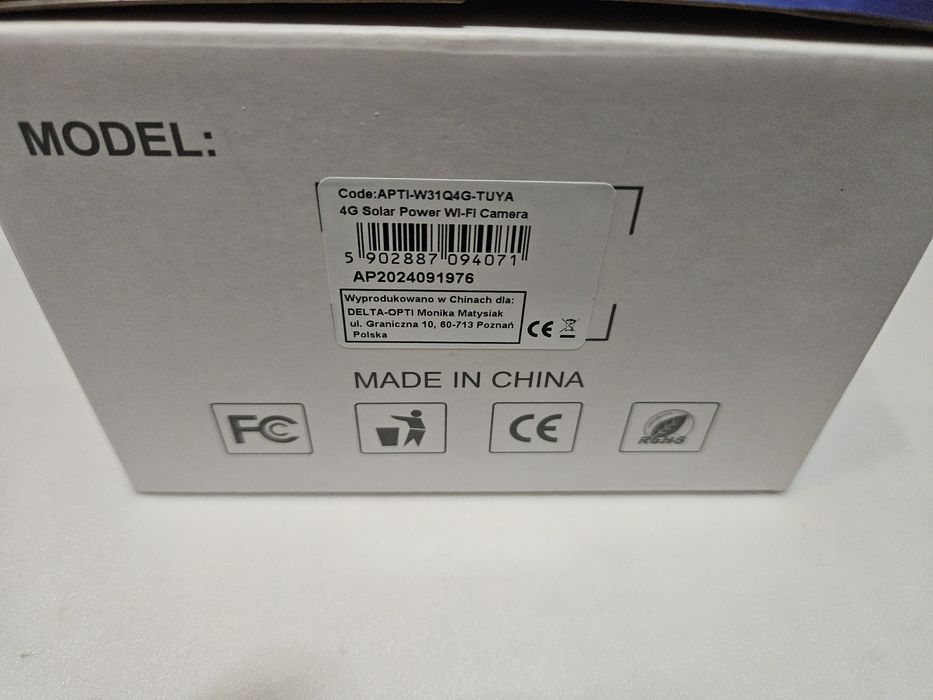 MODEL:
Code:APTI-W31Q4G-TUYA
4G Solar Power Wi-Fi Camera
5 902887 094071
AP2024091976
Wyprodukowano w Chinach dla:
DELTA-OPTI Monika Matysiak
ul. Graniczna 10, 60-713 Poznań
Polska
CE
MADE IN CHINA
FC
CE
RoHS